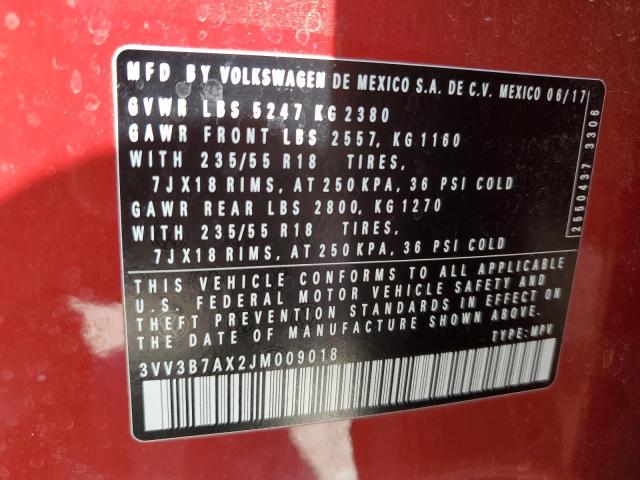 MFD BY VOLKSWAGEN DE MEXICO S.A. DE C.V. MEXICO 06/17
GVWR LBS 5247 KG 2380
GAWR FRONT LBS 2557, KG 1160
WITH 235/55 R18 TIRES,
7JX18 RIMS, AT 250 KPA, 36 PSI COLD
GAWR REAR LBS 2800, KG 1270
WITH 235/55 R18 TIRES,
7JX18 RIMS, AT 250 KPA, 36 PSI COLD
2550437 3306
THIS VEHICLE CONFORMS TO ALL APPLICABLE
U.S. FEDERAL MOTOR VEHICLE SAFETY AND
THEFT PREVENTION STANDARDS IN EFFECT ON
THE DATE OF MANUFACTURE SHOWN ABOVE.
TYPE: MPV
3VV3B7AX2JM009018